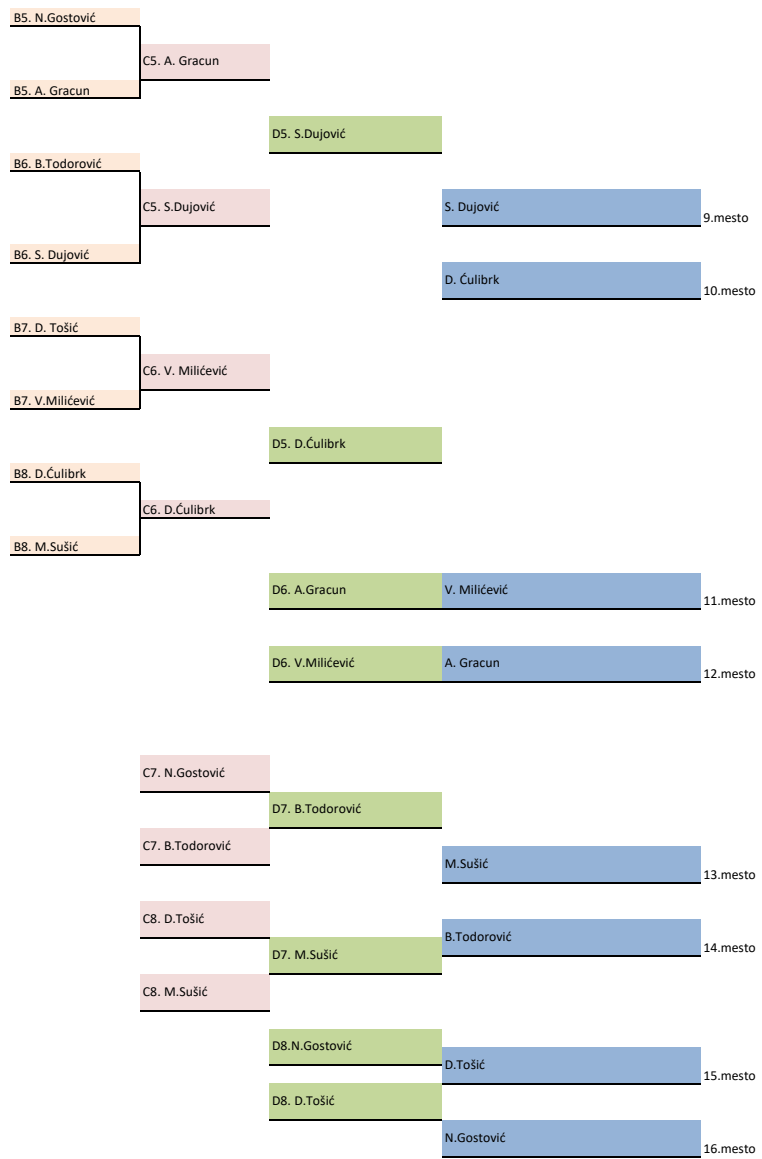 B5. N.Gostović
C5. A. Gracun
B5. A. Gracun
D5. S.Dujović
B6. B.Todorović
C5. S.Dujović
S. Dujović
9.mesto
B6. S. Dujović
D. Ćulibrk
10.mesto
B7. D. Tošić
C6. V. Milićević
B7. V.Milićević
D5. D.Ćulibrk
B8. D.Ćulibrk
C6. D.Ćulibrk
B8. M.Sušić
D6. A.Gracun
V. Milićević
11.mesto
D6. V.Milićević
A. Gracun
12.mesto
C7. N.Gostović
D7. B.Todorović
C7. B.Todorović
M.Sušić
13.mesto
C8. D.Tošić
B.Todorović
14.mesto
D7. M.Sušić
C8. M.Sušić
D8.N.Gostović
D.Tošić
15.mesto
D8. D.Tošić
N.Gostović
16.mesto